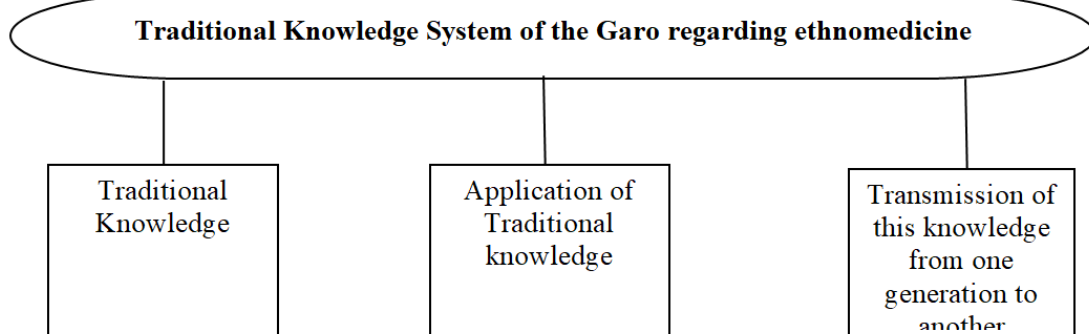 Traditional Knowledge System of the Garo regarding ethnomedicine
Traditional
Knowledge
Application of
Traditional
knowledge
Transmission of
this knowledge
from one
generation to
another